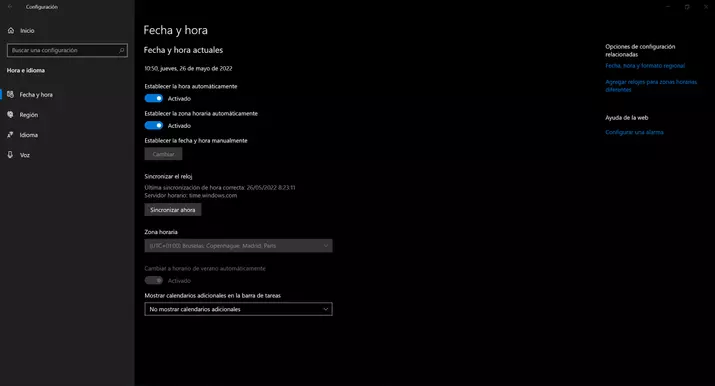 Configuración
Inicio
Buscar una configuración
Hora e idioma
Fecha y hora
Región
Idioma
Voz
Fecha y hora
Fecha y hora actuales
10:50, jueves, 26 de mayo de 2022
Establecer la hora automáticamente
Activado
Establecer la zona horaria automáticamente
Activado
Establecer la fecha y hora manualmente
Cambiar
Sincronizar el reloj
Última sincronización de hora correcta: 26/05/2022 8:23:11
Servidor horario: time.windows.com
Sincronizar ahora
Zona horaria
(UTC+01:00) Bruselas, Copenhague, Madrid, París
Cambiar a horario de verano automáticamente
Activado
Mostrar calendarios adicionales en la barra de tareas
No mostrar calendarios adicionales
Opciones de configuración
relacionadas
Fecha, hora y formato regional
Agregar relojes para zonas horarias
diferentes
Ayuda de la web
Configurar una alarma